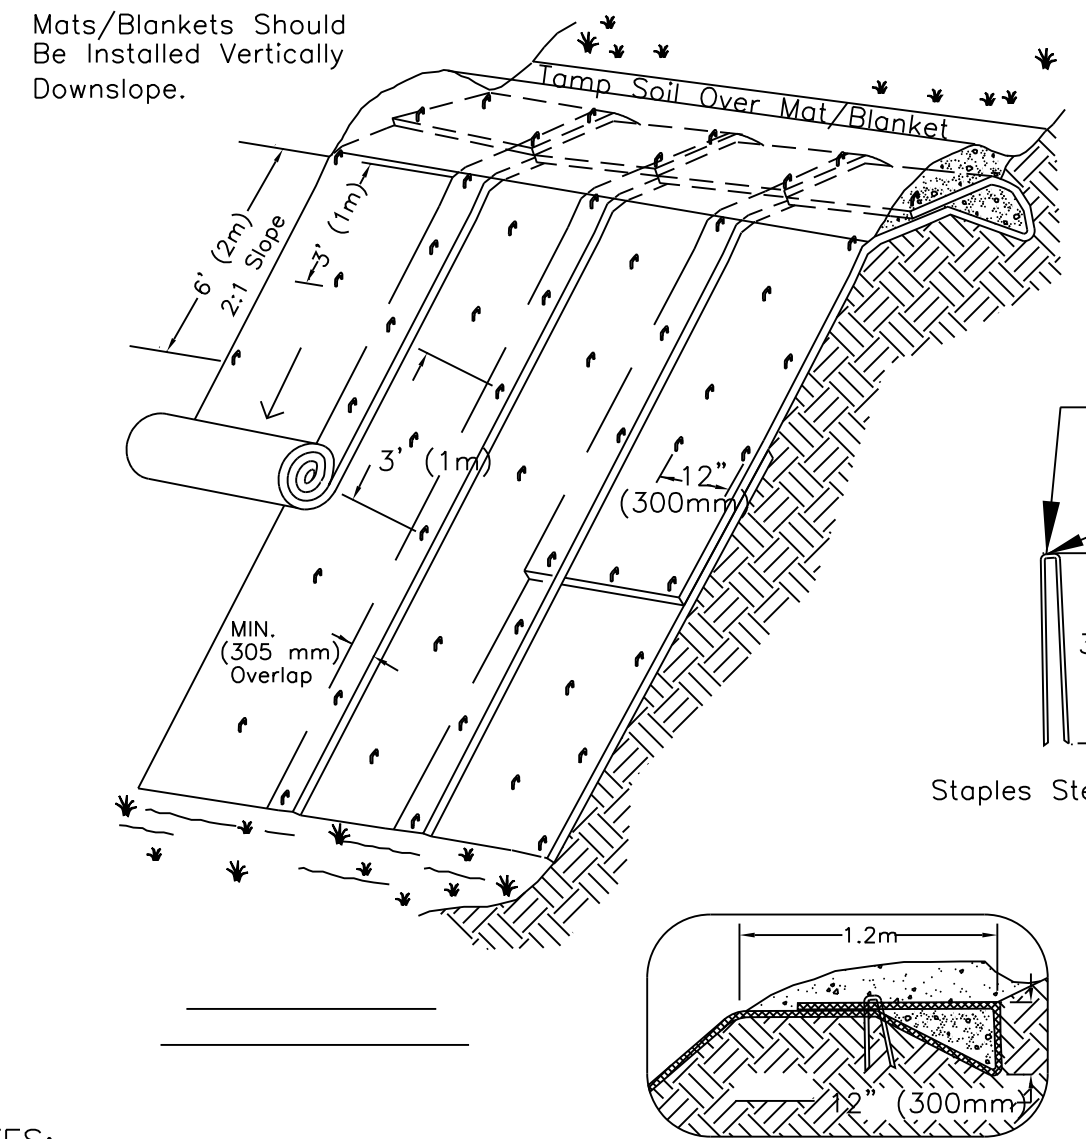 Mats/Blankets Should
Be Installed Vertically
Downslope.
Tamp Soil Over Mat/Blanket
6' (2m)
2:1 Slope
3' (1m)
3' (1m)
12"
(300mm)
MIN.
(305 mm)
Overlap
Staples
1.2m
12" (300mm)